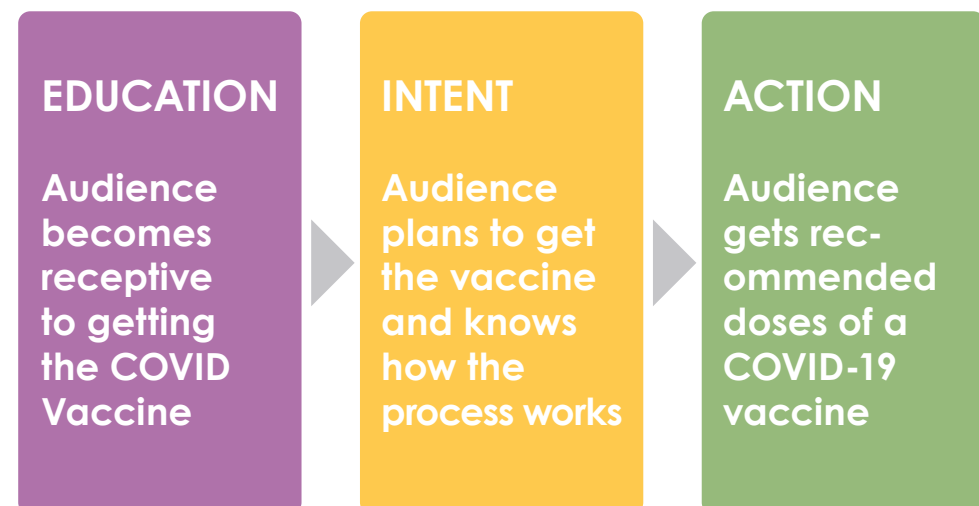 EDUCATION
Audience
becomes
receptive
to getting
the COVID
Vaccine
INTENT
Audience
plans to get
the vaccine
and knows
how the
process works
ACTION
Audience
gets rec-
ommended
doses of a
COVID-19
vaccine